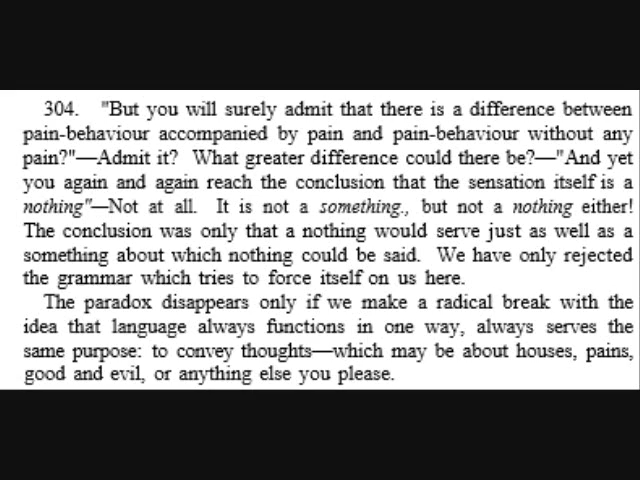 304. "But you will surely admit that there is a difference between
pain-behaviour accompanied by pain and pain-behaviour without any
pain?"—Admit it? What greater difference could there be?—"And yet
you again and again reach the conclusion that the sensation itself is a
nothing"—Not at all. It is not a something., but not a nothing either!
The conclusion was only that a nothing would serve just as well as a
something about which nothing could be said. We have only rejected
the grammar which tries to force itself on us here.
The paradox disappears only if we make a radical break with the
idea that language always functions in one way, always serves the
same purpose: to convey thoughts—which may be about houses, pains,
good and evil, or anything else you please.